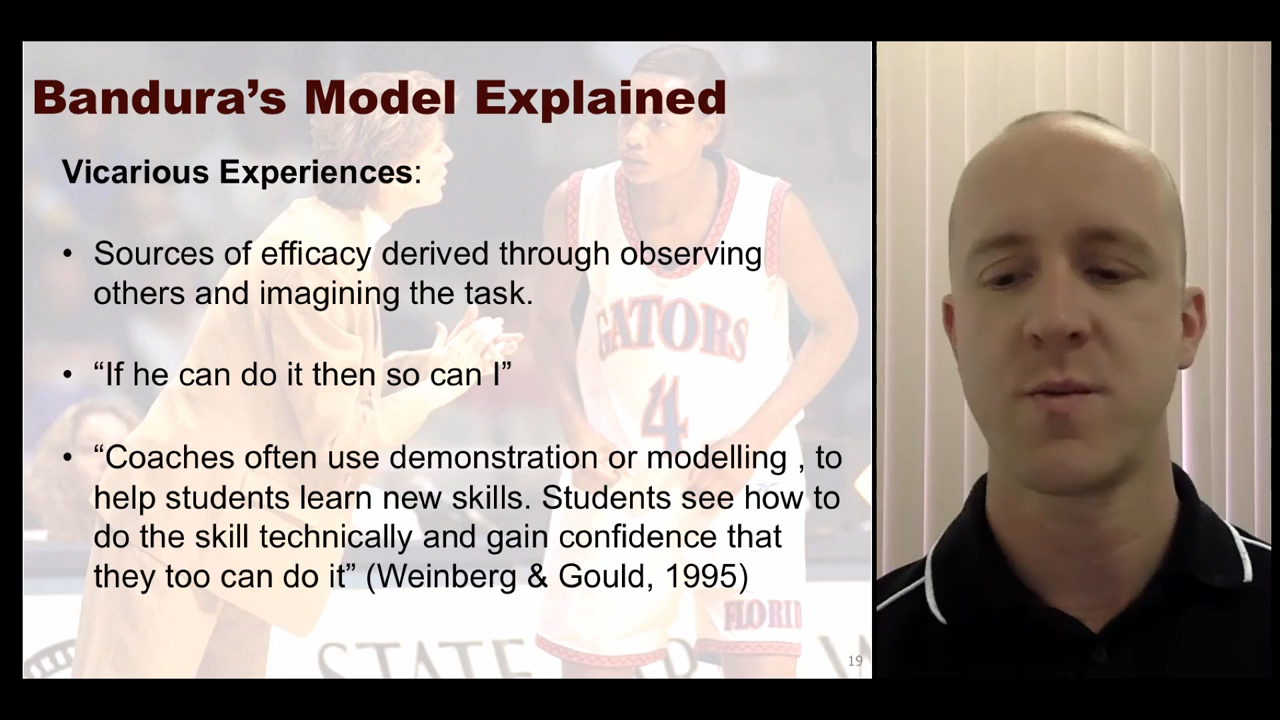 Bandura’s Model Explained
Vicarious Experiences:
• Sources of efficacy derived through observing
others and imagining the task.
• “If he can do it then so can I”
• “Coaches often use demonstration or modelling , to
help students learn new skills. Students see how to
do the skill technically and gain confidence that
they too can do it” (Weinberg & Gould, 1995)
GATORS
4
FLORID
STATE
19